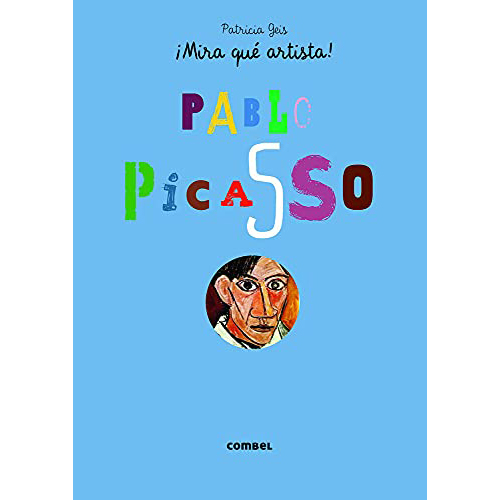 Patricia Geis
¡Mira qué artista!
PABLO
PicaSSO
COMBEL